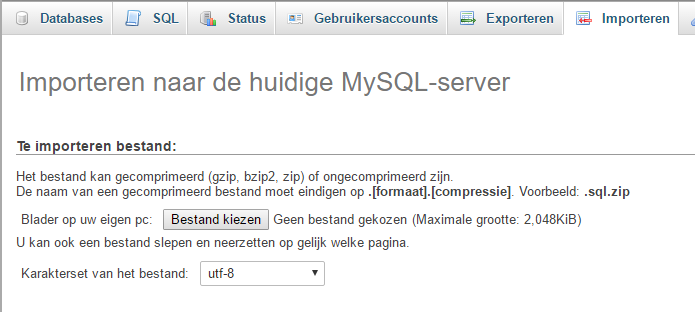 Databases SQL Status Gebruikersaccounts Exporteren Importeren
Importeren naar de huidige MySQL-server
Te importeren bestand:
Het bestand kan gecomprimeerd (gzip, bzip2, zip) of ongecomprimeerd zijn.
De naam van een gecomprimeerd bestand moet eindigen op .[formaat].[compressie]. Voorbeeld: .sql.zip
Blader op uw eigen pc: Bestand kiezen Geen bestand gekozen (Maximale grootte: 2,048KiB)
U kan ook een bestand slepen en neerzetten op gelijk welke pagina.
Karakterset van het bestand: utf-8